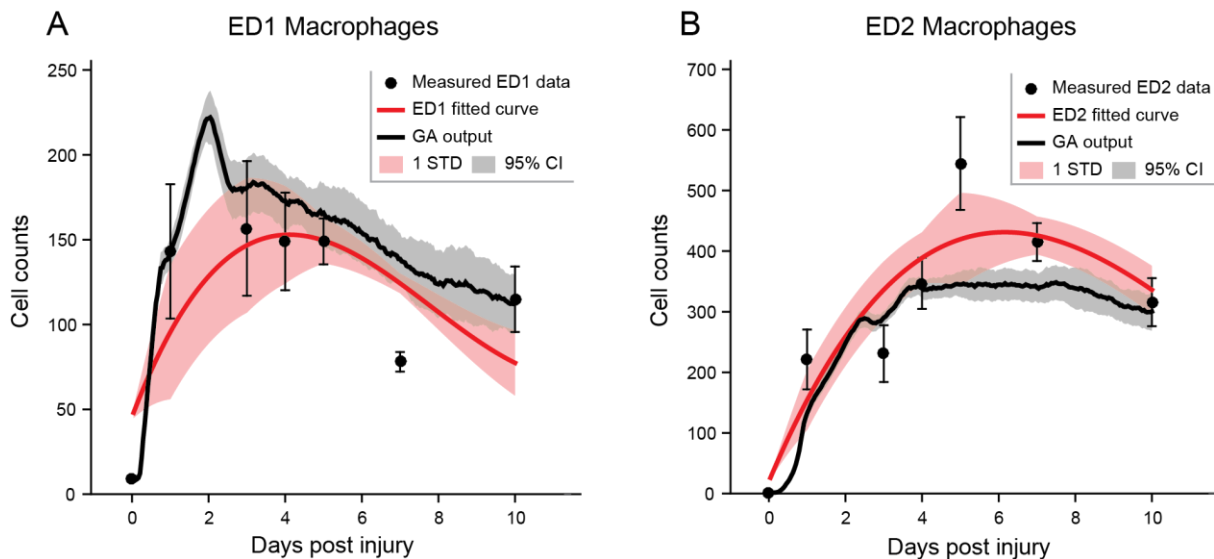 A
ED1 Macrophages
250
200
150
100
50
0
Cell counts
Measured ED1 data
ED1 fitted curve
GA output
1 STD 95% CI
0 2 4 6 8 10
Days post injury
B
ED2 Macrophages
700
600
500
400
300
200
100
0
Cell counts
Measured ED2 data
ED2 fitted curve
GA output
1 STD 95% CI
0 2 4 6 8 10
Days post injury